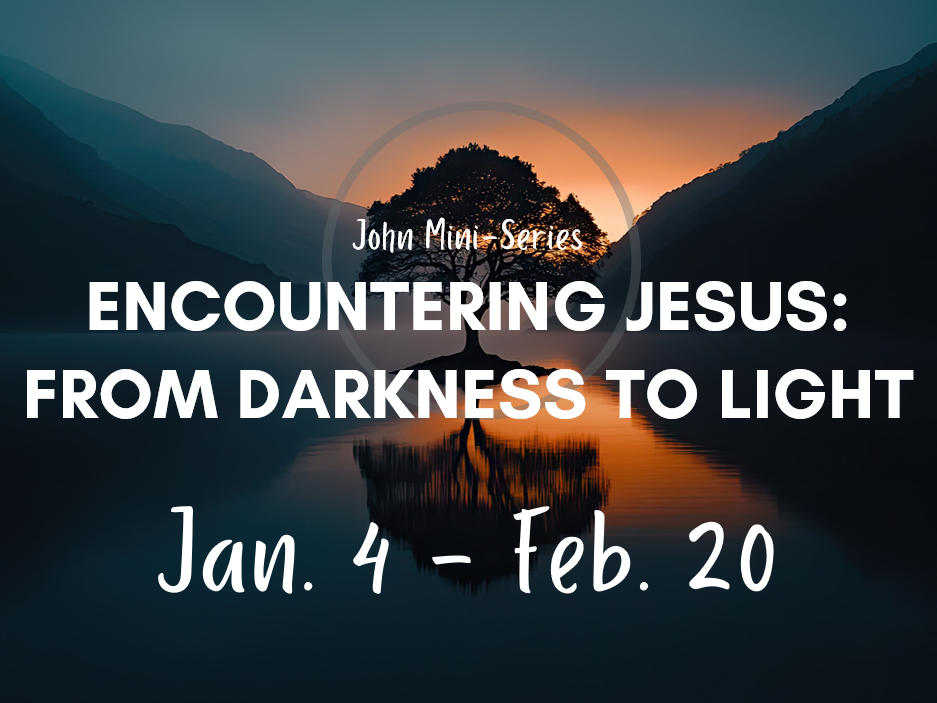 John Mini-Series
ENCOUNTERING JESUS:
FROM DARKNESS TO LIGHT
Jan. 4 - Feb. 20